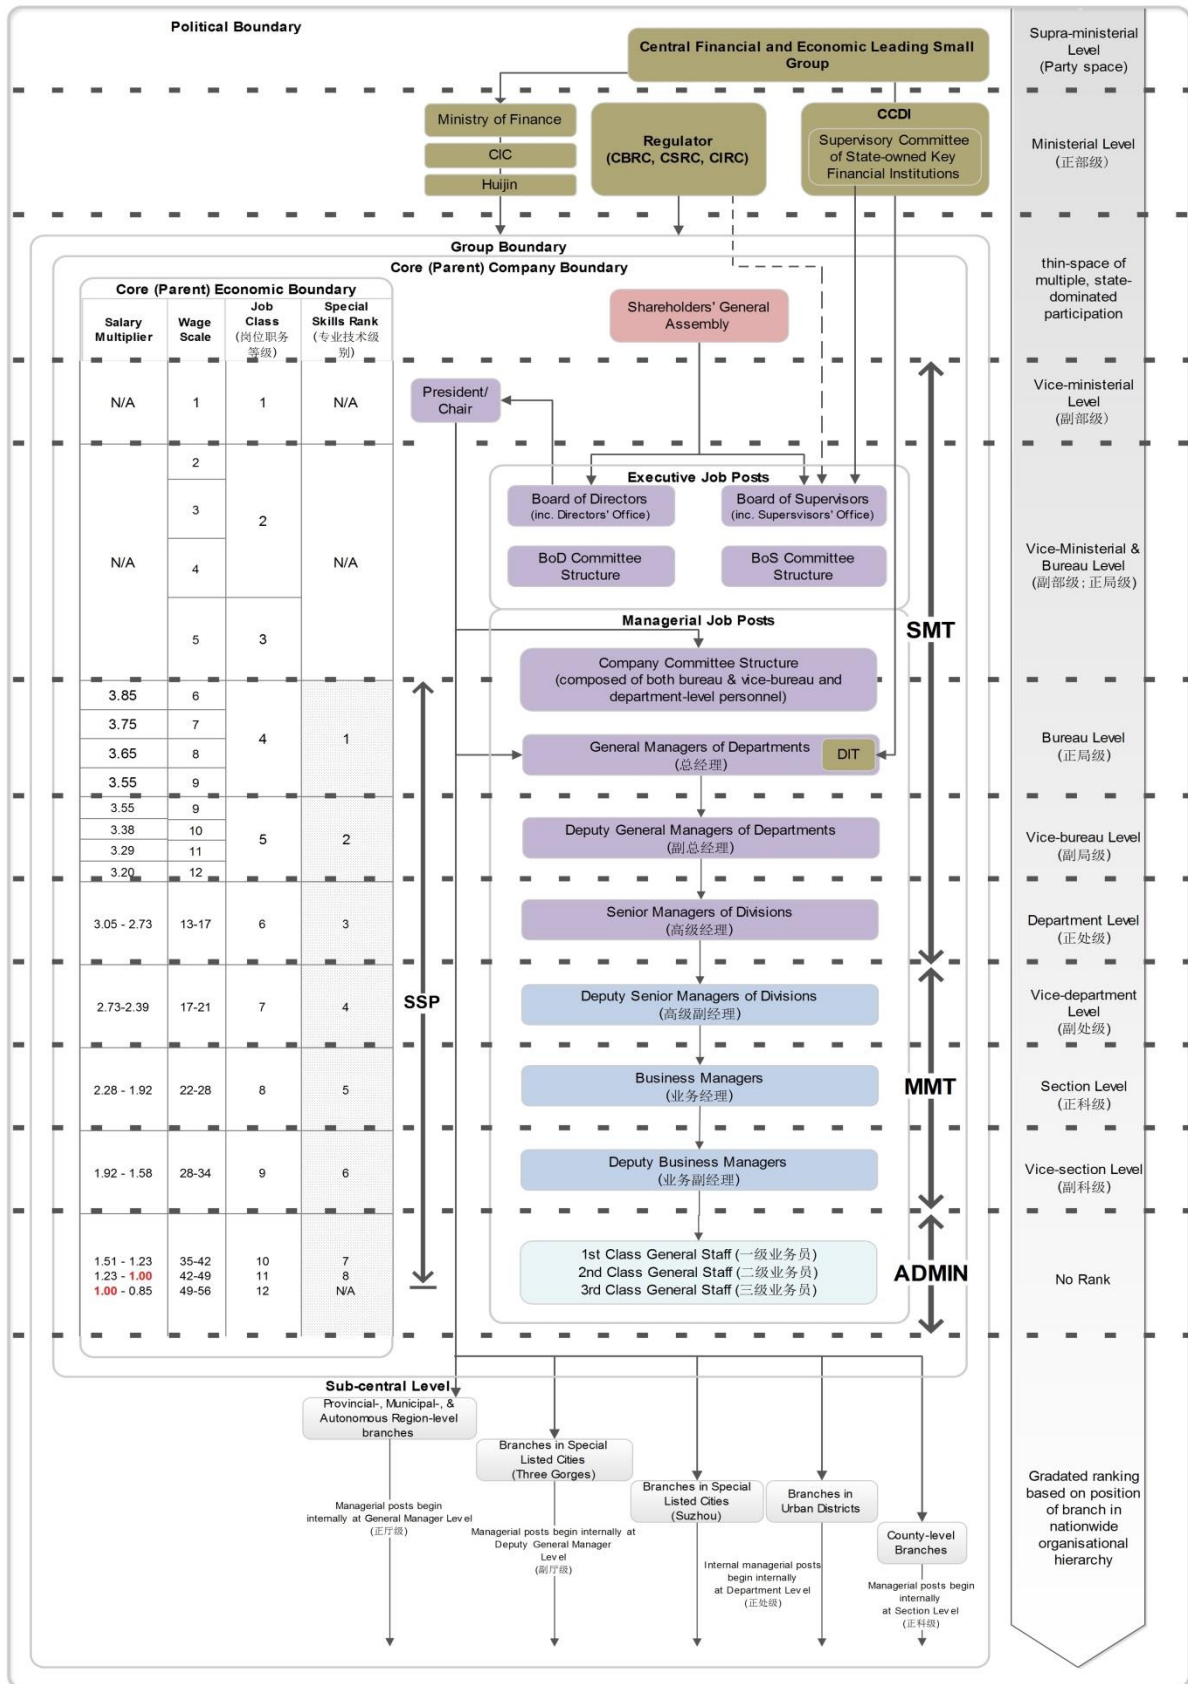 Political Boundary
Central Financial and Economic Leading Small
Group
Supra-ministerial
Level
(Party space)
Ministry of Finance
CIC
Huijin
Regulator
(CBRC, CSRC, CIRC)
CCDI
Supervisory Committee
of State-owned Key
Financial Institutions
Ministerial Level
(正部级)
Group Boundary
Core (Parent) Company Boundary
Core (Parent) Economic Boundary
Salary
Multiplier
Wage
Scale
Job
Class
(岗位职务
等级)
Special
Skills Rank
(专业技术级
别)
Shareholders' General
Assembly
thin-space of
multiple, state-
dominated
participation
N/A
1
1
N/A
President/
Chair
Vice-ministerial
Level
(副部级)
N/A
2
3
4
5
2
3
N/A
Executive Job Posts
Board of Directors
(inc. Directors' Office)
Board of Supervisors
(inc. Supersvisors' Office)
BoD Committee
Structure
BoS Committee
Structure
Vice-Ministerial &
Bureau Level
(副部级; 正局级)
SMT
Managerial Job Posts
Company Committee Structure
(composed of both bureau & vice-bureau and
department-level personnel)
3.85
6
3.75
7
3.65
8
3.55
9
4
1
General Managers of Departments
(总经理)
DIT
Bureau Level
(正局级)
3.55
9
3.38
10
3.29
11
3.20
12
5
2
Deputy General Managers of Departments
(副总经理)
Vice-bureau Level
(副局级)
3.05 - 2.73
13-17
6
3
Senior Managers of Divisions
(高级经理)
Department Level
(正处级)
SSP
2.73-2.39
17-21
7
4
Deputy Senior Managers of Divisions
(高级副经理)
Vice-department
Level
(副处级)
2.28 - 1.92
22-28
8
5
Business Managers
(业务经理)
MMT
Section Level
(正科级)
1.92 - 1.58
28-34
9
6
Deputy Business Managers
(业务副经理)
Vice-section Level
(副科级)
1.51 - 1.23 35-42 10 7
1.23 - 1.00 42-49 11 8
1.00 - 0.85 49-56 12 N/A
1st Class General Staff (一级业务员)
2nd Class General Staff (二级业务员)
3rd Class General Staff (三级业务员)
ADMIN
No Rank
Sub-central Level
Provincial-, Municipal-, &
Autonomous Region-level
branches
Branches in Special
Listed Cities
(Three Gorges)
Branches in Special
Listed Cities
(Suzhou)
Branches in
Urban Districts
County-level
Branches
Managerial posts begin
internally at General Manager Level
(正厅级)
Managerial posts begin internally at
Deputy General Manager
Level
(副厅级)
Internal managerial posts
begin internally
at Department Level
(正处级)
Managerial posts begin
internally
at Section Level
(正科级)
Gradated ranking
based on position
of branch in
nationwide
organisational
hierarchy